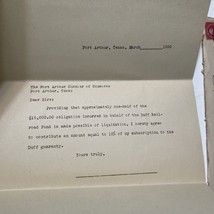 Port Arthur, Texas, March
The Port Arthur Chamber of Commerce
Port Arthur, Texas
Dear Sirs:
Providing that approximately one-half of the
$10,000.00 obligation incurred in behalf of the Duff Rail-
road Fund is made possible of liquidation, I hereby agree
to contribute an amount equal to 10% of my subscription to the
Duff guaranty.
Yours truly,